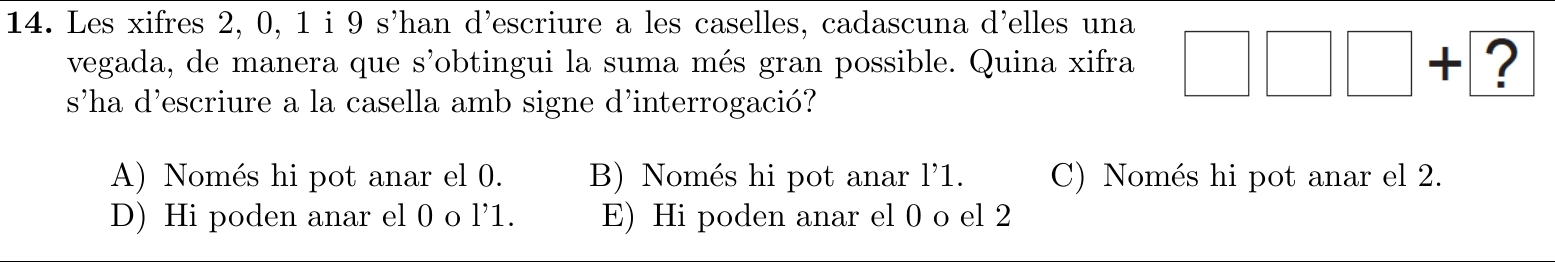 14. Les xifres 2, 0, 1 i 9 s'han d'escriure a les caselles, cadascuna d'elles una
vegada, de manera que s'obtingui la suma més gran possible. Quina xifra
s'ha d'escriure a la casella amb signe d'interrogació?
+ ?
A) Només hi pot anar el 0. B) Només hi pot anar l'1. C) Només hi pot anar el 2.
D) Hi poden anar el 0 o l'1. E) Hi poden anar el 0 o el 2